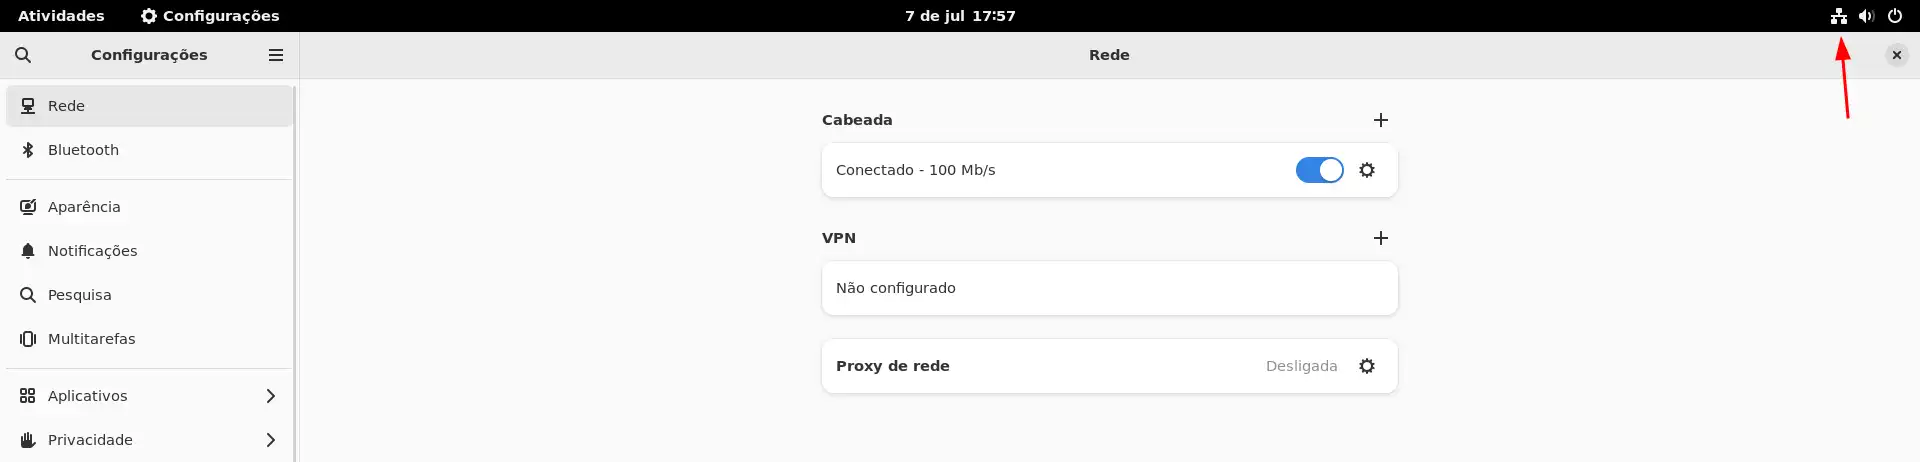 Atividades Configurações 7 de jul 17:57
Configurações
Rede
Rede
Bluetooth
Aparência
Notificações
Pesquisa
Multitarefas
Aplicativos
Privacidade
Cabeada
Conectado - 100 Mb/s
VPN
Não configurado
Proxy de rede Desligada